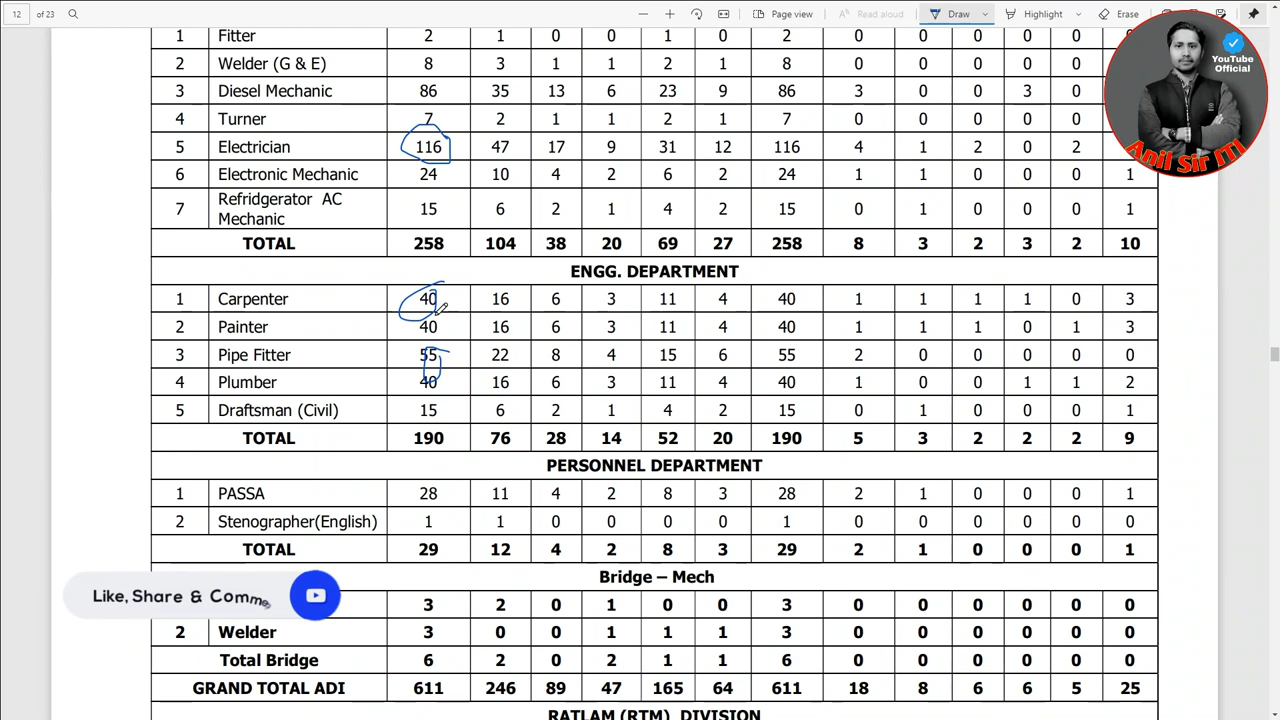 12 of 23 Page view Read aloud Draw Highlight Erase
1 Fitter 2 1 0 0 1 0 2 0 0 0 0 0
2 Welder (G & E) 8 3 1 1 2 1 8 0 0 0 0 0
3 Diesel Mechanic 86 35 13 6 23 9 86 3 0 0 3 0
4 Turner 7 2 1 1 2 1 7 0 0 0 0 0
5 Electrician 116 47 17 9 31 12 116 4 1 2 0 2
6 Electronic Mechanic 24 10 4 2 6 2 24 1 1 0 0 0 1
7 Refridgerator AC Mechanic 15 6 2 1 4 2 15 0 1 0 0 0 1
TOTAL 258 104 38 20 69 27 258 8 3 2 3 2 10
ENGG. DEPARTMENT
1 Carpenter 40 16 6 3 11 4 40 1 1 1 1 0 3
2 Painter 40 16 6 3 11 4 40 1 1 1 0 1 3
3 Pipe Fitter 55 22 8 4 15 6 55 2 0 0 0 0 0
4 Plumber 40 16 6 3 11 4 40 1 0 0 1 1 2
5 Draftsman (Civil) 15 6 2 1 4 2 15 0 1 0 0 0 1
TOTAL 190 76 28 14 52 20 190 5 3 2 2 2 9
PERSONNEL DEPARTMENT
1 PASSA 28 11 4 2 8 3 28 2 1 0 0 0 1
2 Stenographer(English) 1 1 0 0 0 0 1 0 0 0 0 0 0
TOTAL 29 12 4 2 8 3 29 2 1 0 0 0 1
Bridge – Mech
3 2 0 1 0 0 3 0 0 0 0 0 0
2 Welder 3 0 0 1 1 1 3 0 0 0 0 0 0
Total Bridge 6 2 0 2 1 1 6 0 0 0 0 0 0
GRAND TOTAL ADI 611 246 89 47 165 64 611 18 8 6 6 5 25
RATLAM (RTM) DIVISION
YouTube
Official
Anil Sir ITI
Like, Share & Comme